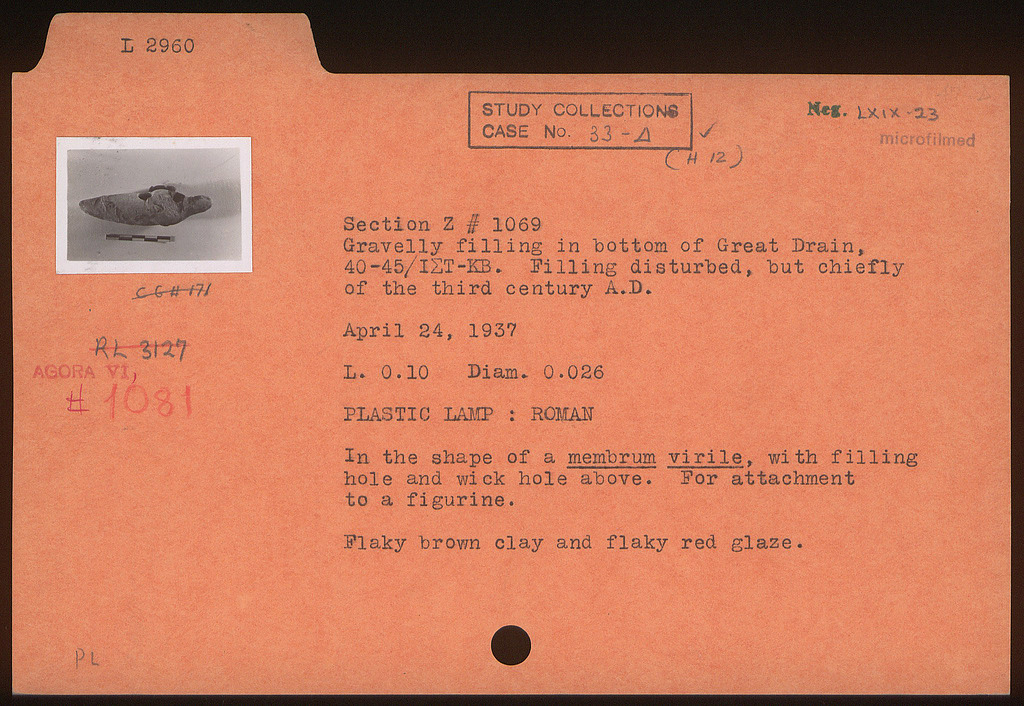 L 2960
STUDY COLLECTIONS
CASE No. 33-Δ
(H 12)
Neg. LXIX-23
microfilmed
Section Z # 1069
Gravelly filling in bottom of Great Drain,
40-45/ΙΣΤ-ΚΒ. Filling disturbed, but chiefly
of the third century A.D.
C G H 171
RL 3127
AGORA VI,
# 1081
April 24, 1937
L. 0.10 Diam. 0.026
PLASTIC LAMP : ROMAN
In the shape of a membrum virile, with filling
hole and wick hole above. For attachment
to a figurine.
Flaky brown clay and flaky red glaze.
PL